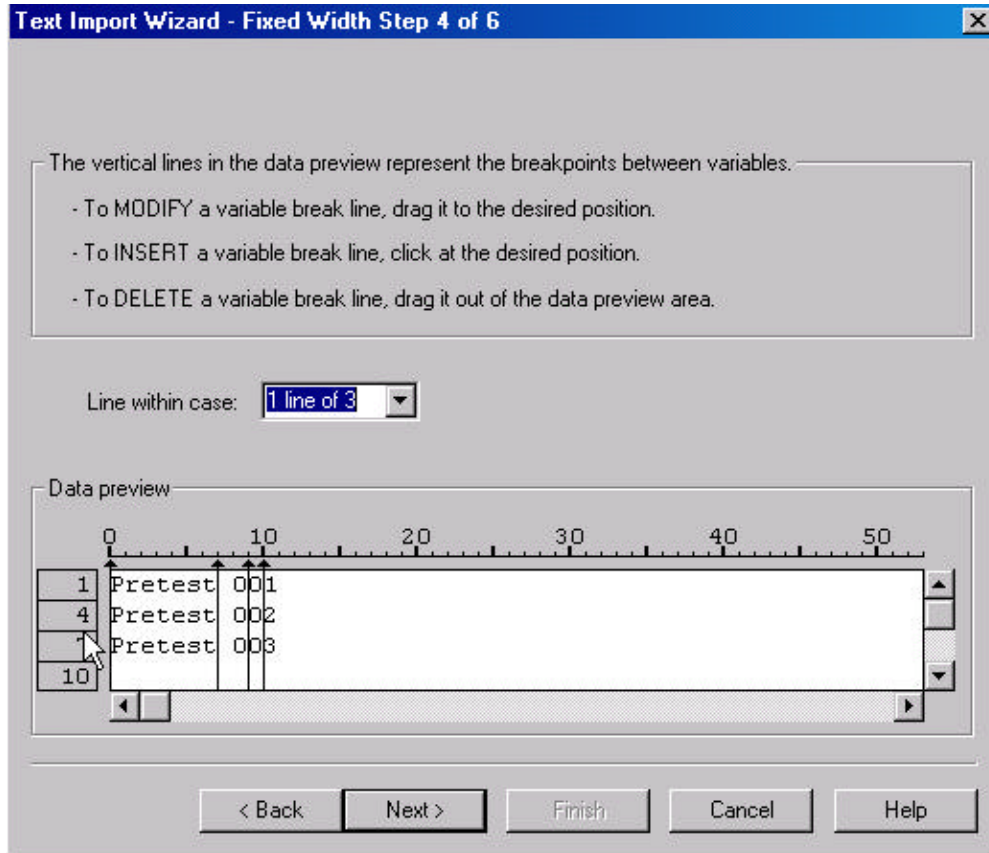 Text Import Wizard - Fixed Width Step 4 of 6
The vertical lines in the data preview represent the breakpoints between variables.
- To MODIFY a variable break line, drag it to the desired position.
- To INSERT a variable break line, click at the desired position.
- To DELETE a variable break line, drag it out of the data preview area.
Line within case: 1 line of 3
Data preview
0 10 20 30 40 50
1 Pretest 001
4 Pretest 002
Pretest 003
10
< Back Next > Finish Cancel Help